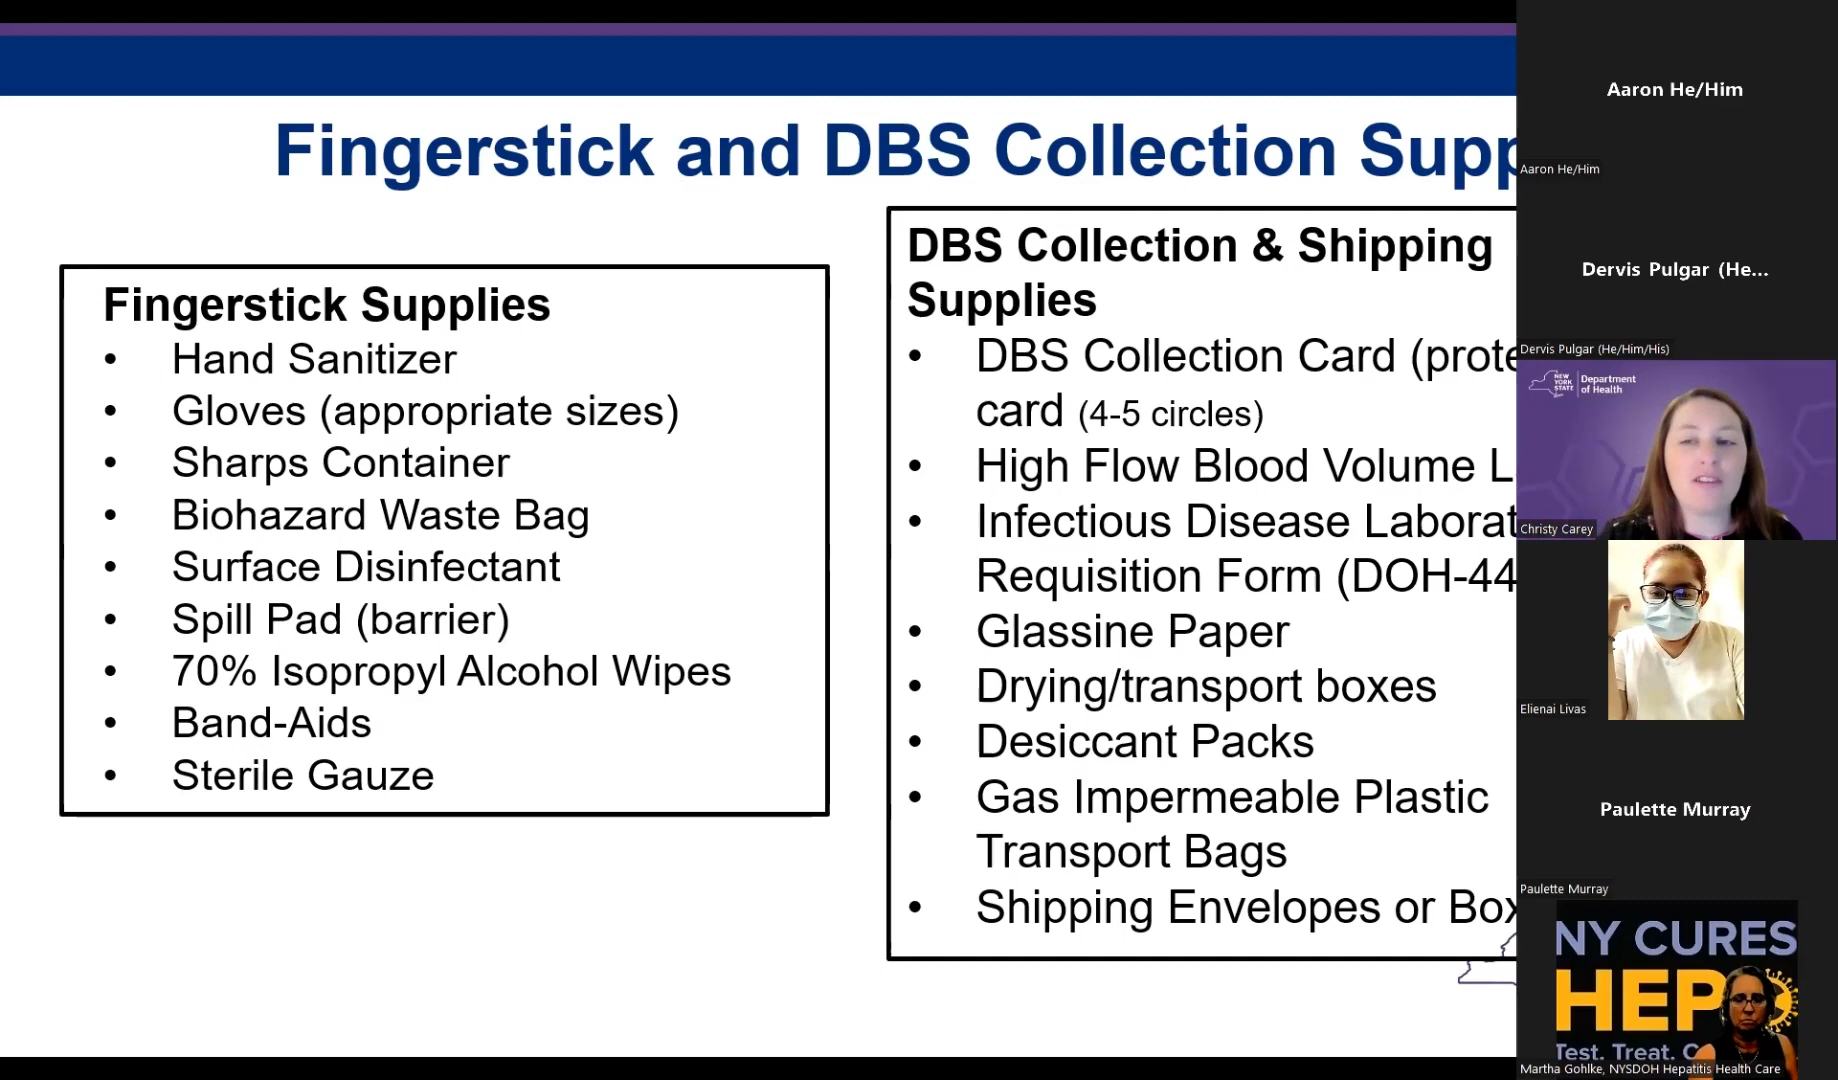 Fingerstick and DBS Collection Supp
Fingerstick Supplies
• Hand Sanitizer
• Gloves (appropriate sizes)
• Sharps Container
• Biohazard Waste Bag
• Surface Disinfectant
• Spill Pad (barrier)
• 70% Isopropyl Alcohol Wipes
• Band-Aids
• Sterile Gauze
DBS Collection & Shipping
Supplies
• DBS Collection Card (prote
card (4-5 circles)
• High Flow Blood Volume L
• Infectious Disease Laborat
Requisition Form (DOH-44
• Glassine Paper
• Drying/transport boxes
• Desiccant Packs
• Gas Impermeable Plastic
Transport Bags
• Shipping Envelopes or Box
Aaron He/Him
Aaron He/Him
Dervis Pulgar (He...
Dervis Pulgar (He/Him/His)
NEW
YORK
STATE
Department
of Health
Christy Carey
Elienai Livas
Paulette Murray
Paulette Murray
NY CURES
HEP
Test. Treat. C
Martha Gohlke, NYSDOH Hepatitis Health Care